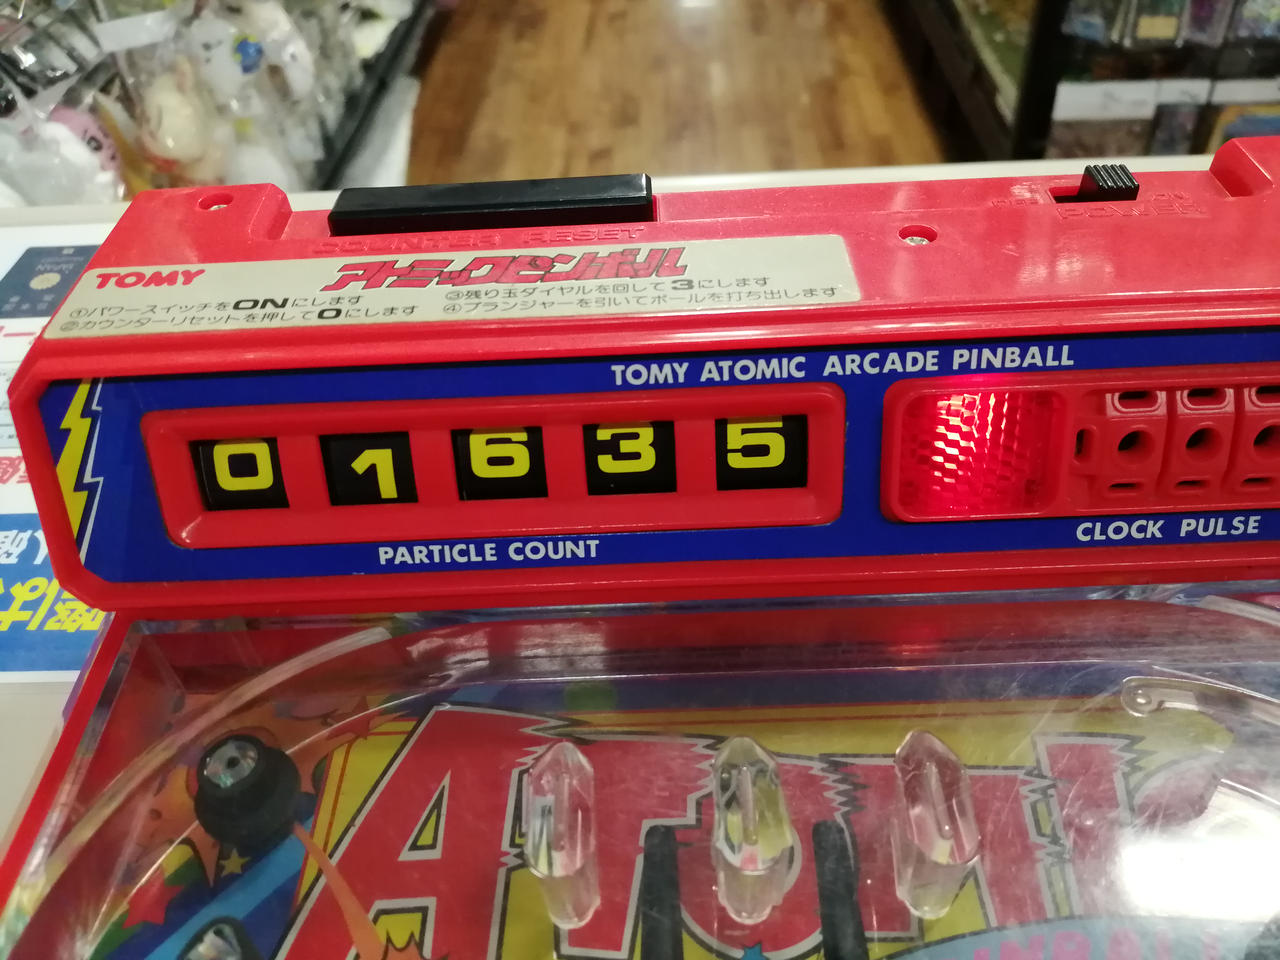 COUNTER RESET
OFF ON
POWER
TOMY
アトミックピンボール
①パワースイッチをONにします
②カウンターリセットを押して0にします
③残り玉ダイヤルを回して3にします
④プランジャーを引いてボールを打ち出します
TOMY ATOMIC ARCADE PINBALL
0 1 6 3 5
PARTICLE COUNT
CLOCK PULSE